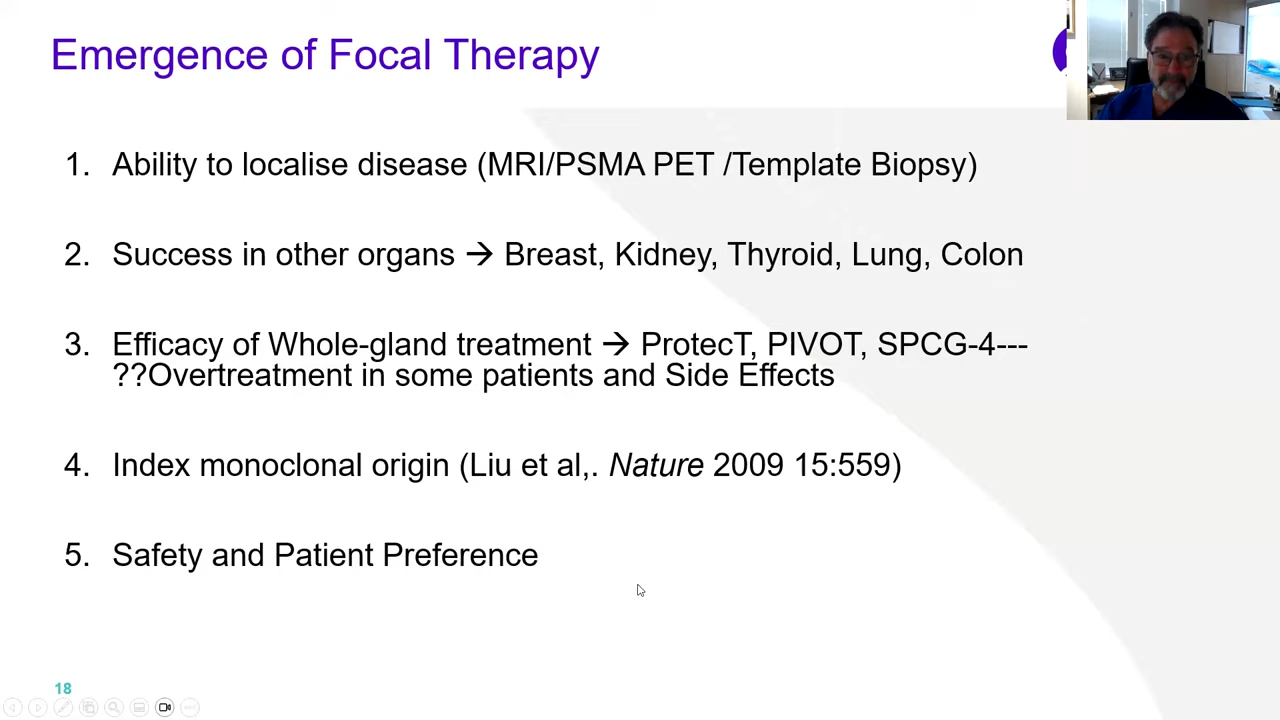 Emergence of Focal Therapy
1. Ability to localise disease (MRI/PSMA PET /Template Biopsy)
2. Success in other organs → Breast, Kidney, Thyroid, Lung, Colon
3. Efficacy of Whole-gland treatment → ProtecT, PIVOT, SPCG-4---
??Overtreatment in some patients and Side Effects
4. Index monoclonal origin (Liu et al,. Nature 2009 15:559)
5. Safety and Patient Preference
18